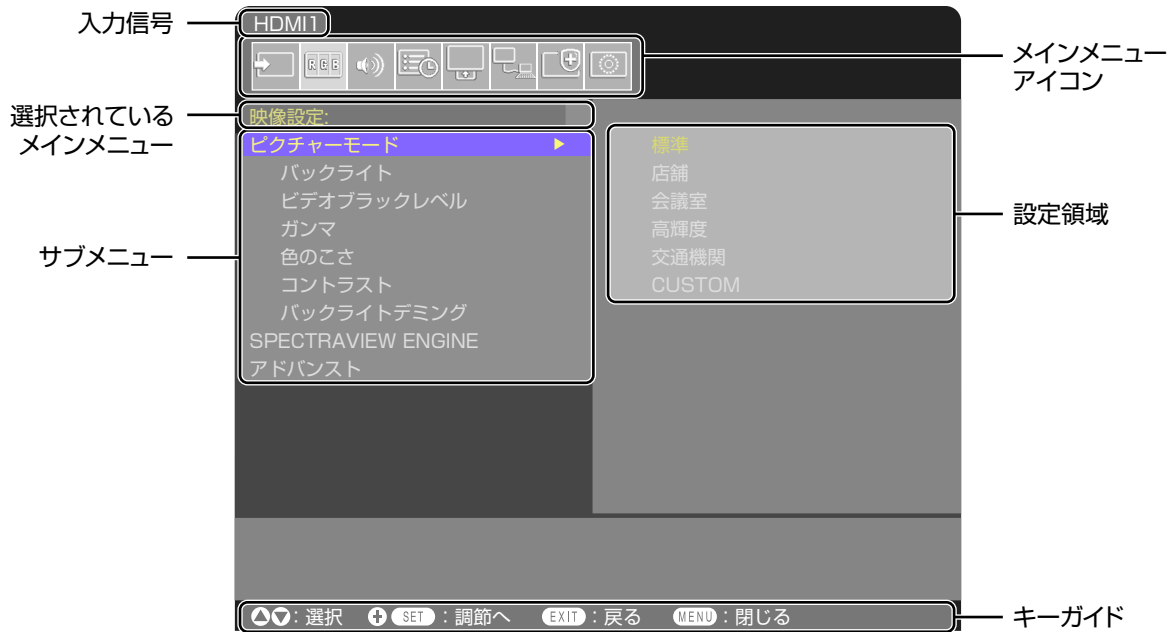 入力信号
HDMI1
RGB
メインメニュー
アイコン
選択されている
メインメニュー
映像設定:
ピクチャーモード
バックライト
ビデオブラックレベル
ガンマ
色のこさ
コントラスト
バックライトデミング
SPECTRAVIEW ENGINE
アドバンスト
サブメニュー
標準
店舗
会議室
高輝度
交通機関
CUSTOM
設定領域
: 選択 SET : 調節へ EXIT : 戻る MENU : 閉じる
キーガイド